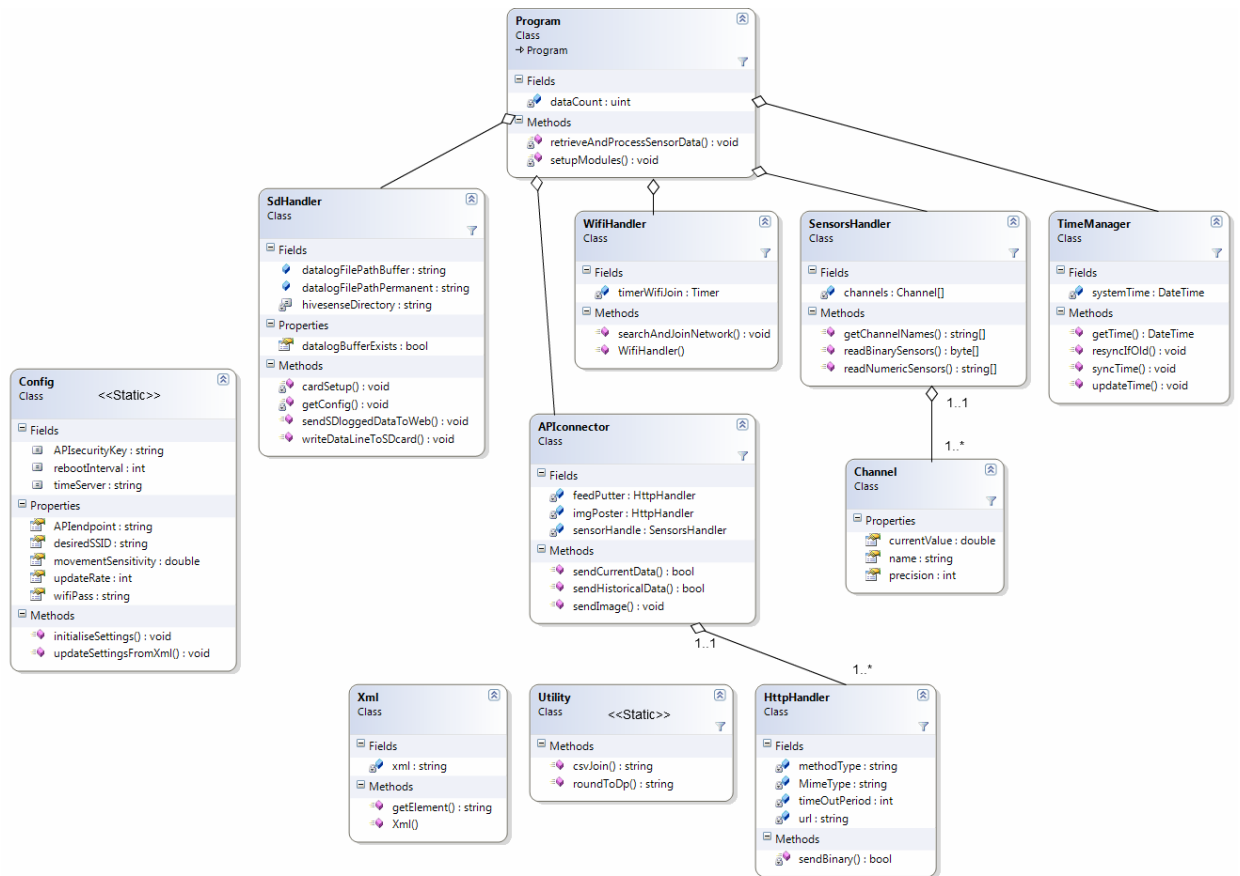 Program
Class
Program
Fields
dataCount : uint
Methods
retrieveAndProcessSensorData() : void
setupModules() : void
SdHandler
Class
Fields
datalogFilePathBuffer : string
datalogFilePathPermanent : string
hivesenseDirectory : string
Properties
datalogBufferExists : bool
Methods
cardSetup() : void
getConfig() : void
sendSDloggedDataToWeb() : void
writeDataLineToSDcard() : void
WifiHandler
Class
Fields
timerWifiJoin : Timer
Methods
searchAndJoinNetwork() : void
WifiHandler()
SensorsHandler
Class
Fields
channels : Channel[]
Methods
getChannelNames() : string[]
readBinarySensors() : byte[]
readNumericSensors() : string[]
TimeManager
Class
Fields
systemTime : DateTime
Methods
getTime() : DateTime
resyncIfOld() : void
syncTime() : void
updateTime() : void
Config
Class
<<Static>>
Fields
APIsecurityKey : string
rebootInterval : int
timeServer : string
Properties
APIendpoint : string
desiredSSID : string
movementSensitivity : double
updateRate : int
wifiPass : string
Methods
initialiseSettings() : void
updateSettingsFromXml() : void
APIconnector
Class
Fields
feedPutter : HttpHandler
imgPoster : HttpHandler
sensorHandle : SensorsHandler
Methods
sendCurrentData() : bool
sendHistoricalData() : bool
sendImage() : void
1..1
1..*
Channel
Class
Properties
currentValue : double
name : string
precision : int
1..1
1..*
Xml
Class
Fields
xml : string
Methods
getElement() : string
Xml()
Utility
Class
<<Static>>
Methods
csvJoin() : string
roundToDp() : string
HttpHandler
Class
Fields
methodType : string
MimeType : string
timeOutPeriod : int
url : string
Methods
sendBinary() : bool